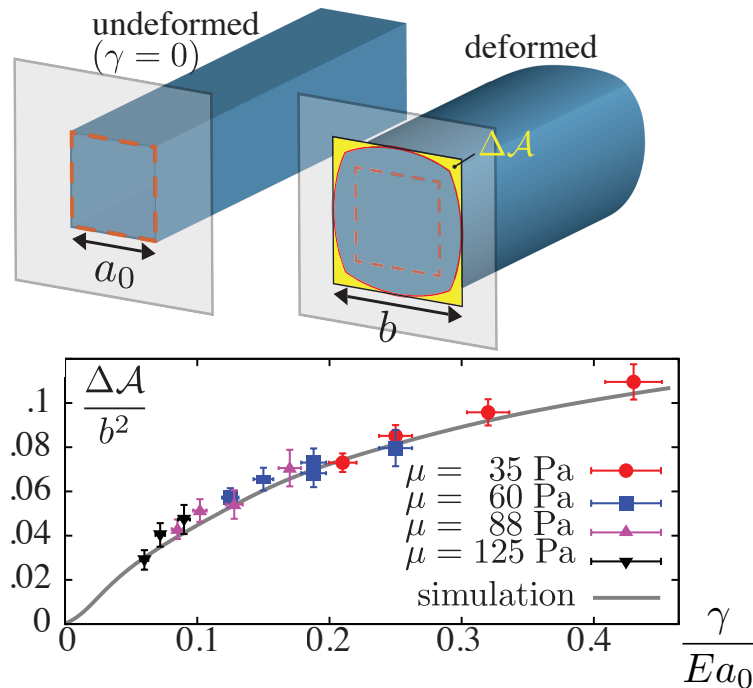 undeformed
(γ = 0)
deformed
ΔA
a₀
b
ΔA
b²
.1
.08
.06
.04
.02
0
μ = 35 Pa
μ = 60 Pa
μ = 88 Pa
μ = 125 Pa
simulation
0
0.1
0.2
0.3
0.4
γ
Ea₀